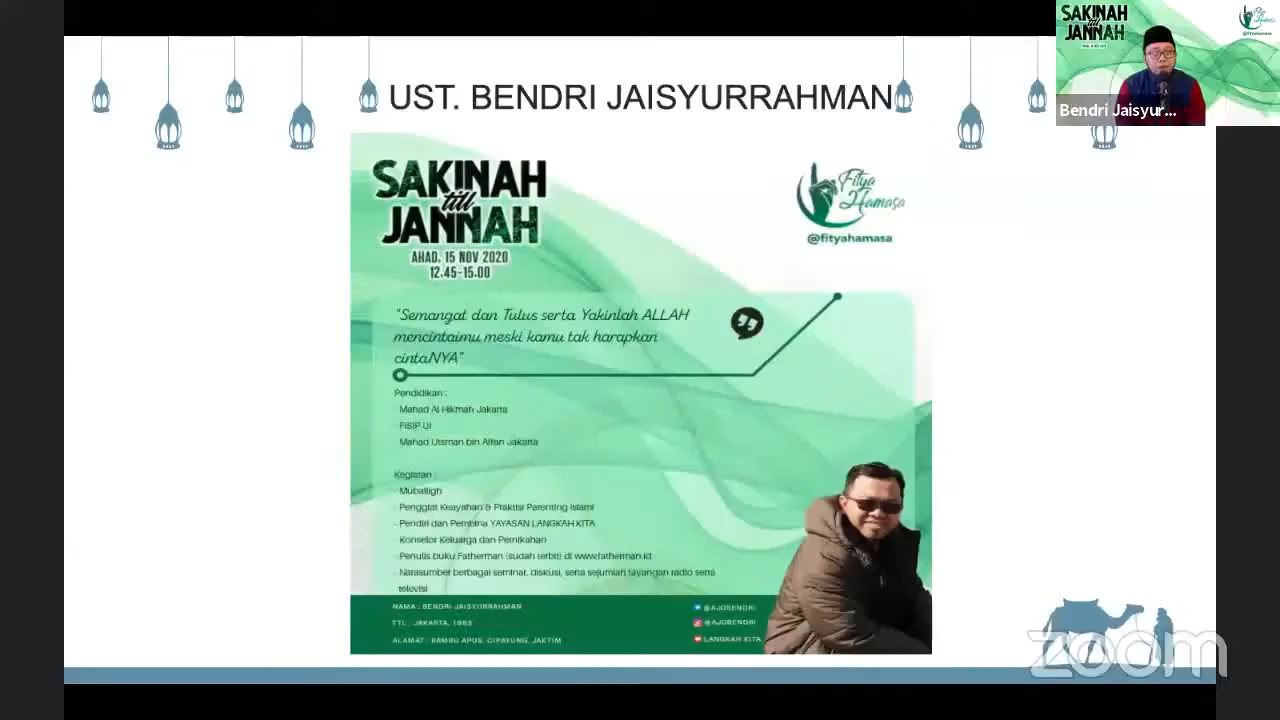 UST. BENDRI JAISYURRAHMAN
SAKINAH
till
JANNAH
AHAD, 15 NOV 2020
12.45-15.00
Fitya
Hamasa
@fityahamasa
"Semangat dan Tulus serta Yakinlah ALLAH
mencintaimu meski kamu tak harapkan
cintaNYA"
Pendidikan :
Mahad Al Hikmah Jakarta
- FISIP UI
Mahad Utsman bin Affan Jakarta
Kegiatan :
- Muballigh
- Penggiat Keayahan & Praktisi Parenting Islami
- Pendiri dan Pembina YAYASAN LANGKAH KITA
- Konselor Keluarga dan Pernikahan
- Penulis buku Fatherman (sudah terbit) di www.fatherman.id
- Narasumber berbagai seminar, diskusi, serta sejumlah tayangan radio serta
televisi
NAMA : BENDRI JAISYURRAHMAN
TTL : JAKARTA, 1983
ALAMAT : BAMBU APUS, CIPAYUNG, JAKTIM
@AJOBENDRI
@AJOBENDRI
LANGKAH KITA
SAKINAH
till
JANNAH
Fitya
Hamasa
@fityahamasa
Bendri Jaisyur...
zoom